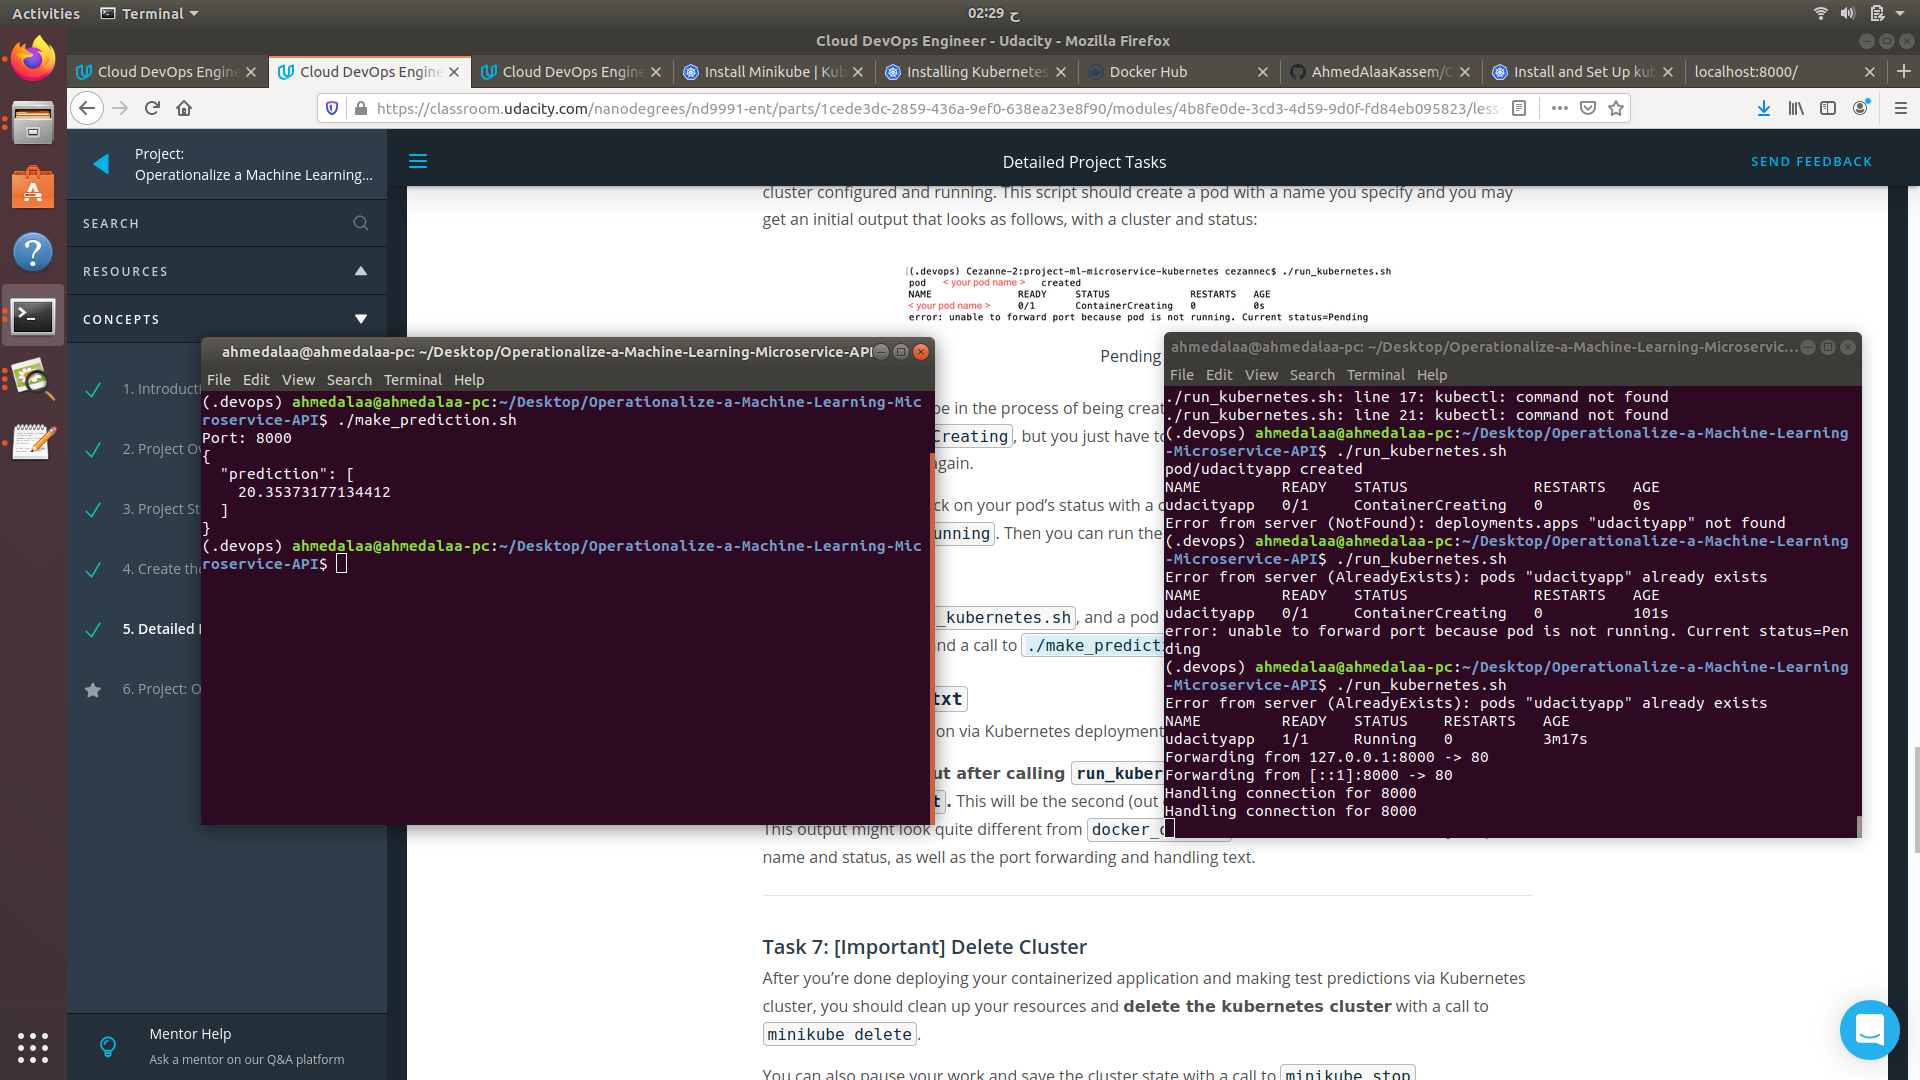 Activities
Terminal
02:29 ح
Cloud DevOps Engineer - Udacity - Mozilla Firefox
Cloud DevOps Engine
Cloud DevOps Engine
Cloud DevOps Engine
Install Minikube | Kub
Installing Kubernetes
Docker Hub
AhmedAlaaKassem/C
Install and Set Up kub
localhost:8000/
https://classroom.udacity.com/nanodegrees/nd9991-ent/parts/1cede3dc-2859-436a-9ef0-638ea23e8f90/modules/4b8fe0de-3cd3-4d59-9d0f-fd84eb095823/less
Project:
Operationalize a Machine Learning...
SEARCH
RESOURCES
CONCEPTS
1. Introducti
2. Project Ov
3. Project St
4. Create the
5. Detailed
6. Project: O
Mentor Help
Ask a mentor on our Q&A platform
Detailed Project Tasks
SEND FEEDBACK
cluster configured and running. This script should create a pod with a name you specify and you may
get an initial output that looks as follows, with a cluster and status:
(.devops) Cezanne-2:project-ml-microservice-kubernetes cezannec$ ./run_kubernetes.sh
pod < your pod name > created
NAME READY STATUS RESTARTS AGE
< your pod name > 0/1 ContainerCreating 0 0s
error: unable to forward port because pod is not running. Current status=Pending
Pending
be in the process of being creat
Creating, but you just have to
again.
ck on your pod's status with a c
unning. Then you can run the
_kubernetes.sh, and a pod
nd a call to ./make_predicti
txt
on via Kubernetes deployment
ut after calling run_kuber
t. This will be the second (out
This output might look quite different from docker_o
name and status, as well as the port forwarding and handling text.
Task 7: [Important] Delete Cluster
After you're done deploying your containerized application and making test predictions via Kubernetes
cluster, you should clean up your resources and delete the kubernetes cluster with a call to
minikube delete.
You can also pause your work and save the cluster state with a call to minikube stop
ahmedalaa@ahmedalaa-pc: ~/Desktop/Operationalize-a-Machine-Learning-Microservice-API
File Edit View Search Terminal Help
(.devops) ahmedalaa@ahmedalaa-pc:~/Desktop/Operationalize-a-Machine-Learning-Mic
roservice-API$ ./make_prediction.sh
Port: 8000
{
"prediction": [
20.35373177134412
]
}
(.devops) ahmedalaa@ahmedalaa-pc:~/Desktop/Operationalize-a-Machine-Learning-Mic
roservice-API$
ahmedalaa@ahmedalaa-pc: ~/Desktop/Operationalize-a-Machine-Learning-Microservic...
File Edit View Search Terminal Help
./run_kubernetes.sh: line 17: kubectl: command not found
./run_kubernetes.sh: line 21: kubectl: command not found
(.devops) ahmedalaa@ahmedalaa-pc:~/Desktop/Operationalize-a-Machine-Learning
-Microservice-API$ ./run_kubernetes.sh
pod/udacityapp created
NAME READY STATUS RESTARTS AGE
udacityapp 0/1 ContainerCreating 0 0s
Error from server (NotFound): deployments.apps "udacityapp" not found
(.devops) ahmedalaa@ahmedalaa-pc:~/Desktop/Operationalize-a-Machine-Learning
-Microservice-API$ ./run_kubernetes.sh
Error from server (AlreadyExists): pods "udacityapp" already exists
NAME READY STATUS RESTARTS AGE
udacityapp 0/1 ContainerCreating 0 101s
error: unable to forward port because pod is not running. Current status=Pen
ding
(.devops) ahmedalaa@ahmedalaa-pc:~/Desktop/Operationalize-a-Machine-Learning
-Microservice-API$ ./run_kubernetes.sh
Error from server (AlreadyExists): pods "udacityapp" already exists
NAME READY STATUS RESTARTS AGE
udacityapp 1/1 Running 0 3m17s
Forwarding from 127.0.0.1:8000 -> 80
Forwarding from [::1]:8000 -> 80
Handling connection for 8000
Handling connection for 8000